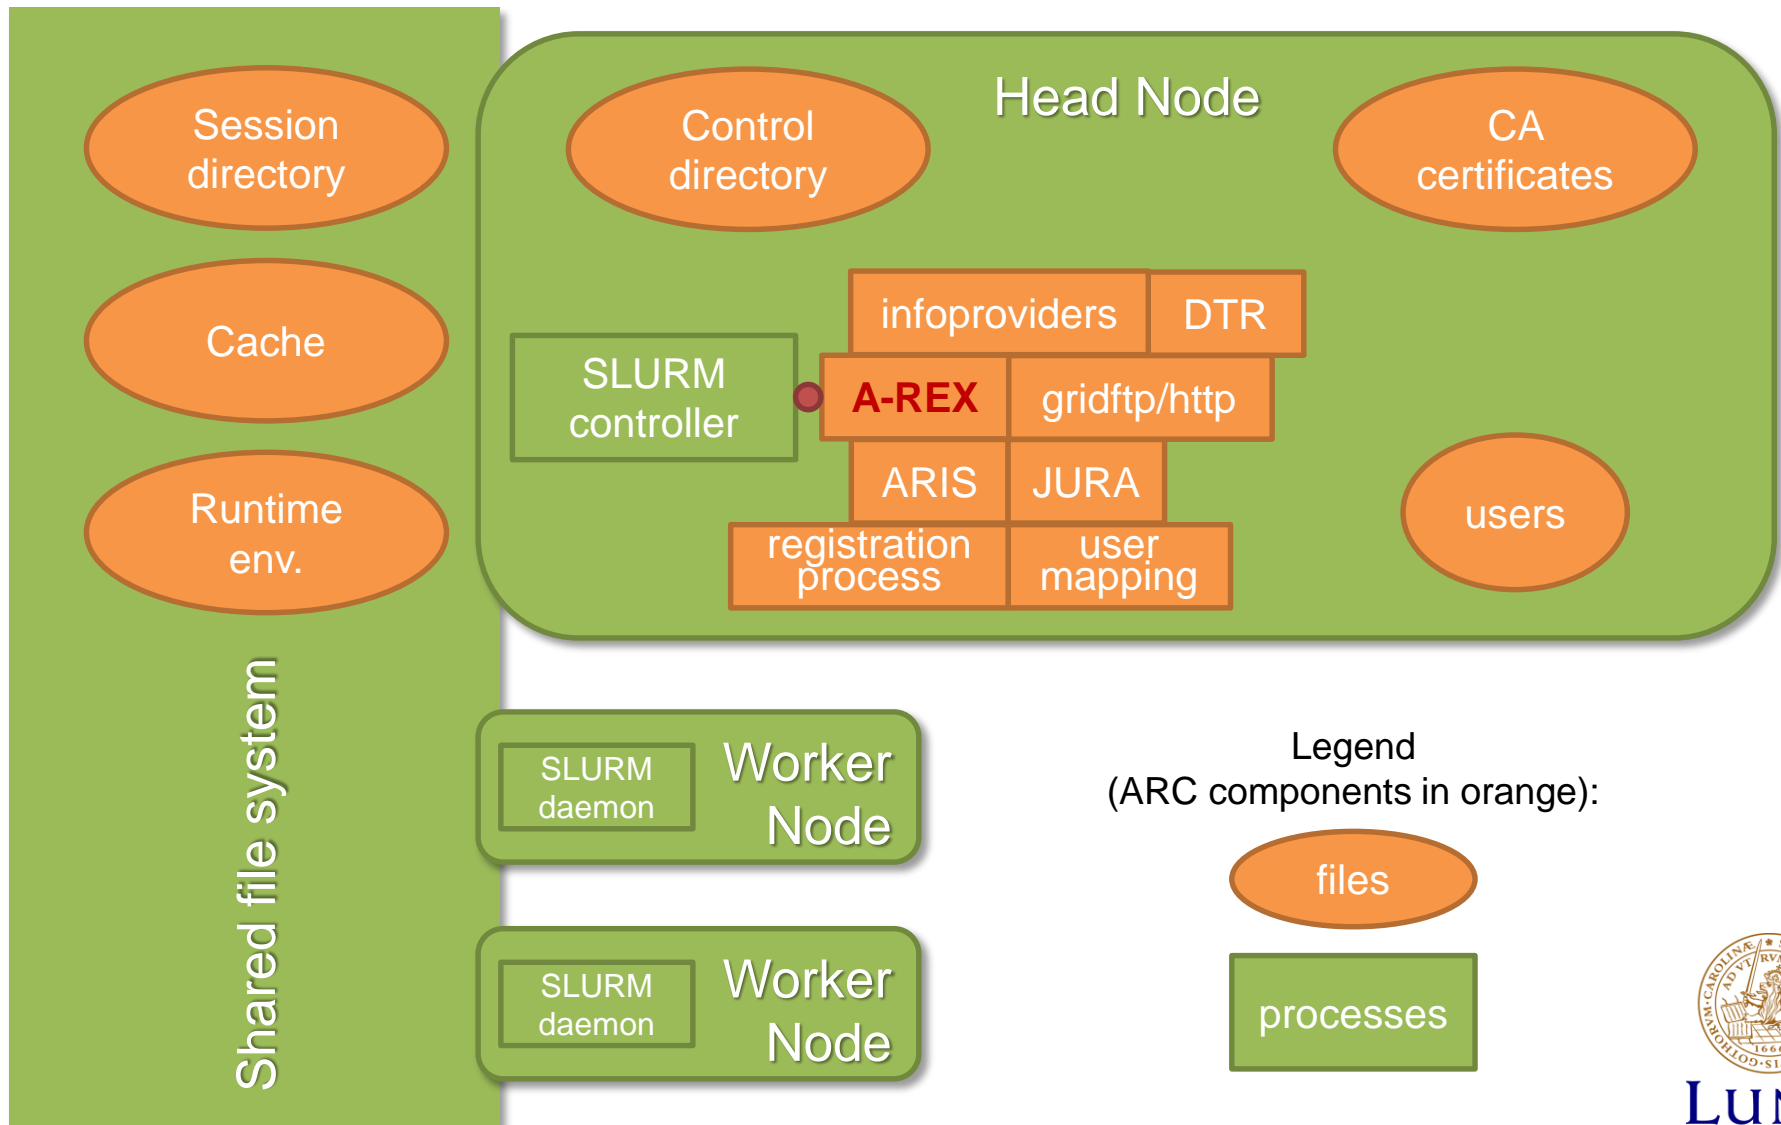 Session
directory
Cache
Runtime
env.
Shared file system
Head Node
Control
directory
CA
certificates
infoproviders
DTR
SLURM
controller
A-REX
gridftp/http
ARIS
JURA
registration
process
user
mapping
users
SLURM
daemon
Worker
Node
SLURM
daemon
Worker
Node
Legend
(ARC components in orange):
files
processes